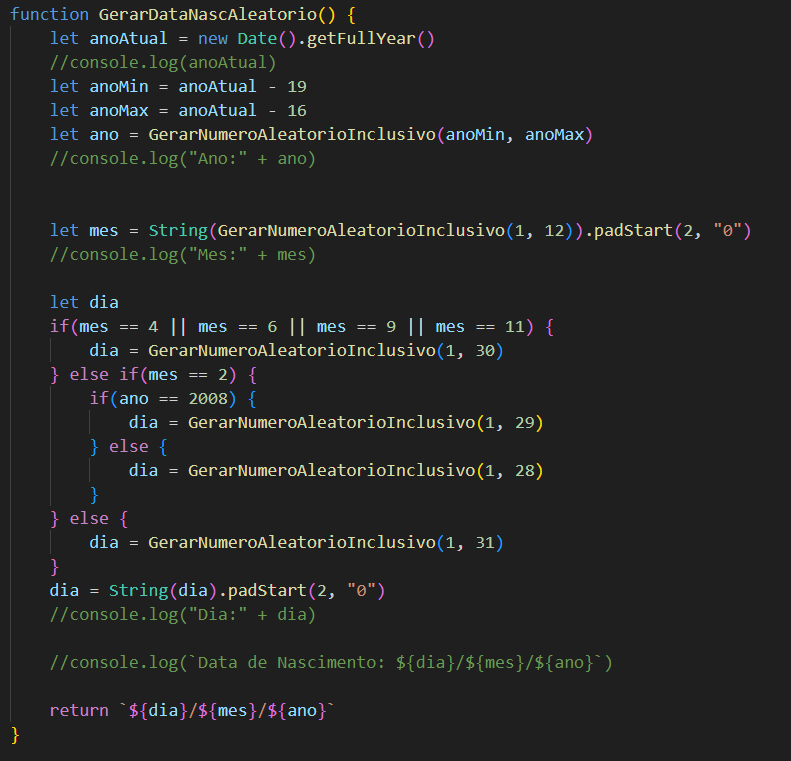 function GerarDataNascAleatorio() {
    let anoAtual = new Date().getFullYear()
    //console.log(anoAtual)
    let anoMin = anoAtual - 19
    let anoMax = anoAtual - 16
    let ano = GerarNumeroAleatorioInclusivo(anoMin, anoMax)
    //console.log("Ano:" + ano)
    let mes = String(GerarNumeroAleatorioInclusivo(1, 12)).padStart(2, "0")
    //console.log("Mes:" + mes)
    let dia
    if(mes == 4 || mes == 6 || mes == 9 || mes == 11) {
        dia = GerarNumeroAleatorioInclusivo(1, 30)
    } else if(mes == 2) {
        if(ano == 2008) {
            dia = GerarNumeroAleatorioInclusivo(1, 29)
        } else {
            dia = GerarNumeroAleatorioInclusivo(1, 28)
        }
    } else {
        dia = GerarNumeroAleatorioInclusivo(1, 31)
    }
    dia = String(dia).padStart(2, "0")
    //console.log("Dia:" + dia)
    //console.log(`Data de Nascimento: ${dia}/${mes}/${ano}`)
    return `${dia}/${mes}/${ano}`
}